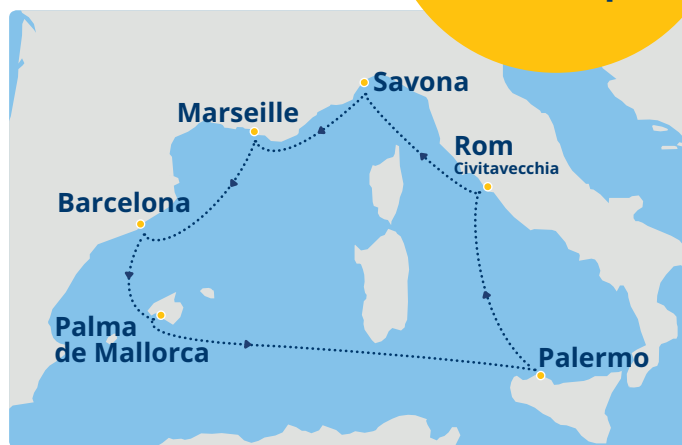 Savona
Marseille
Rom
Civitavecchia
Barcelona
Palma
de Mallorca
Palermo